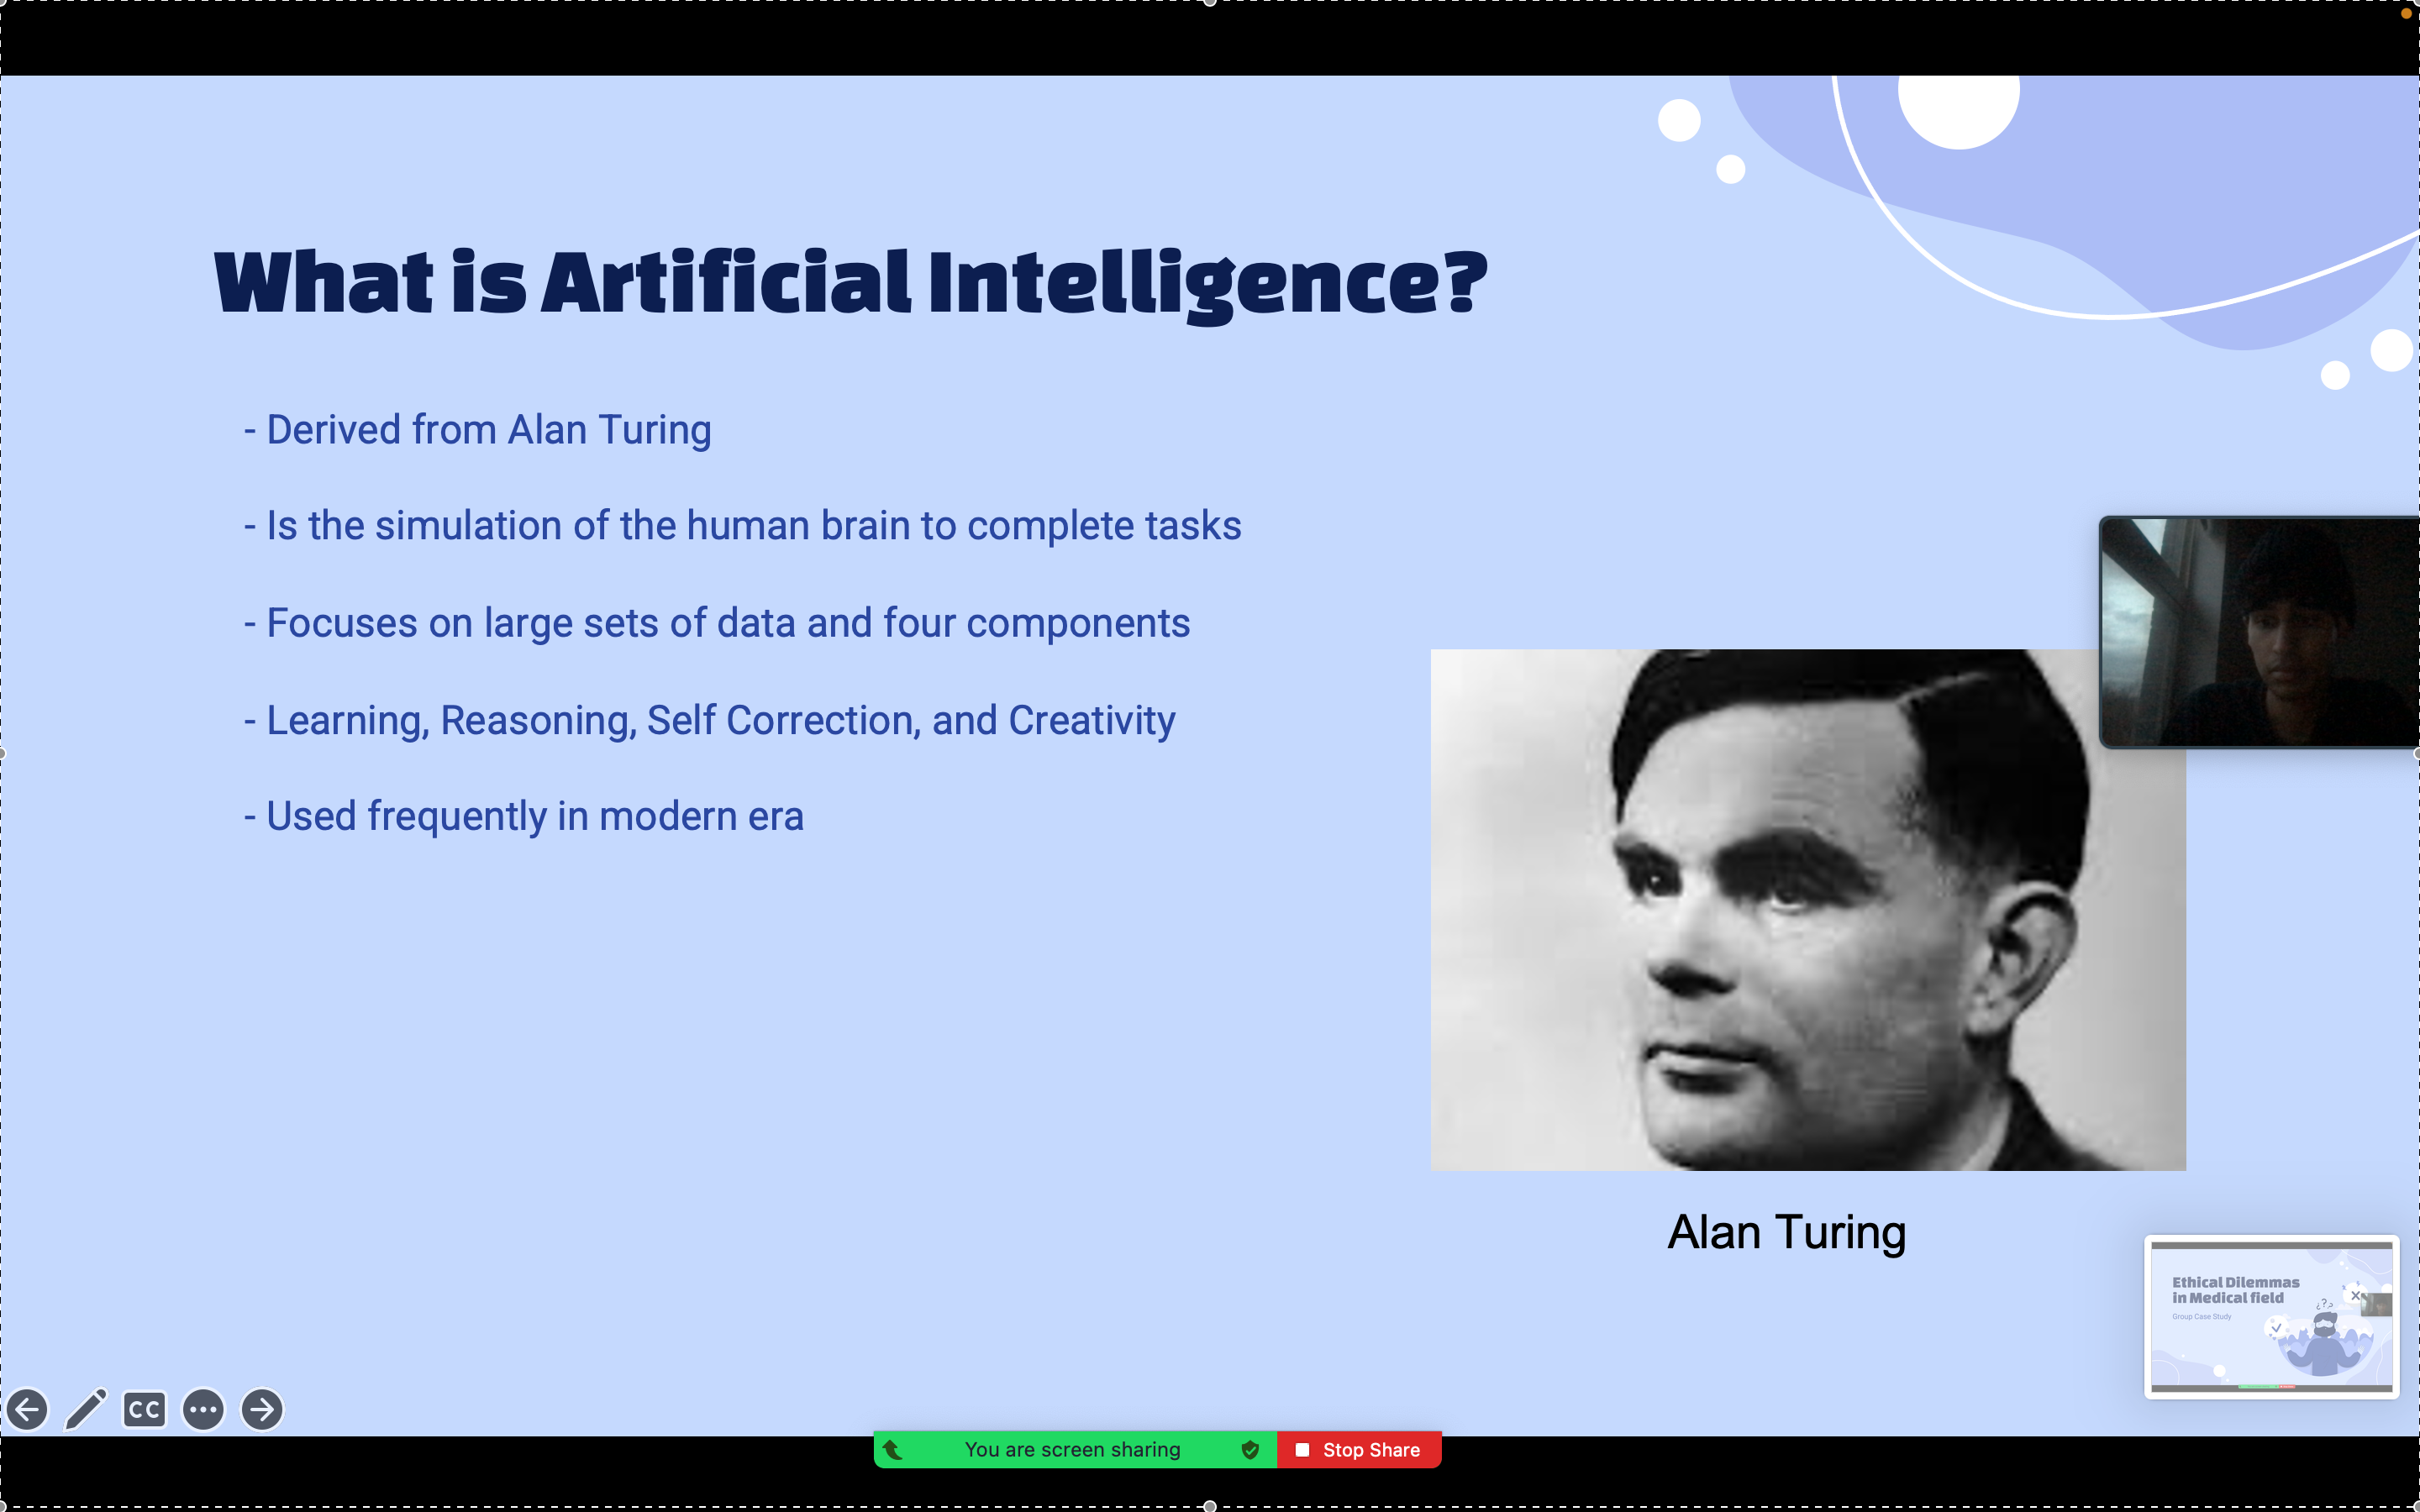 What is Artificial Intelligence?
- Derived from Alan Turing
- Is the simulation of the human brain to complete tasks
- Focuses on large sets of data and four components
- Learning, Reasoning, Self Correction, and Creativity
- Used frequently in modern era
Alan Turing
Ethical Dilemmas
in Medical field
Group Case Study
¿?
CC
You are screen sharing
Stop Share